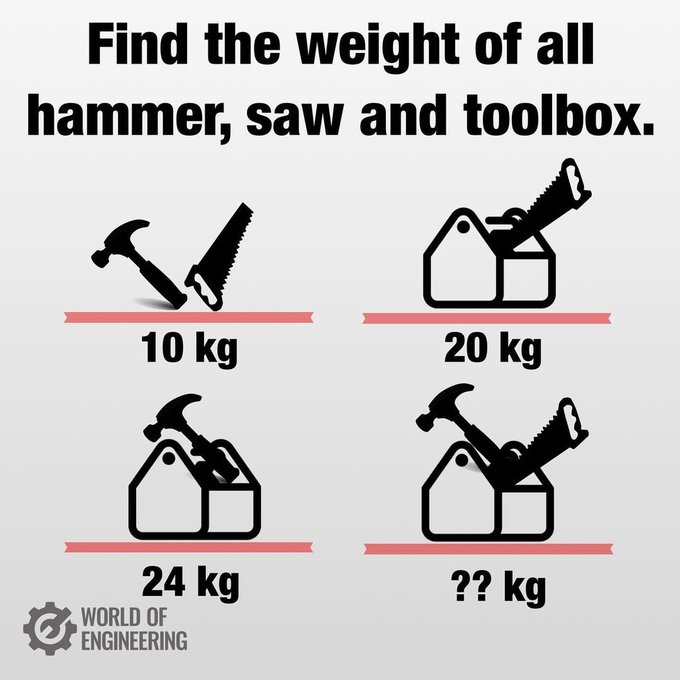 Find the weight of all
hammer, saw and toolbox.
10 kg
20 kg
24 kg
?? kg
WORLD OF
ENGINEERING